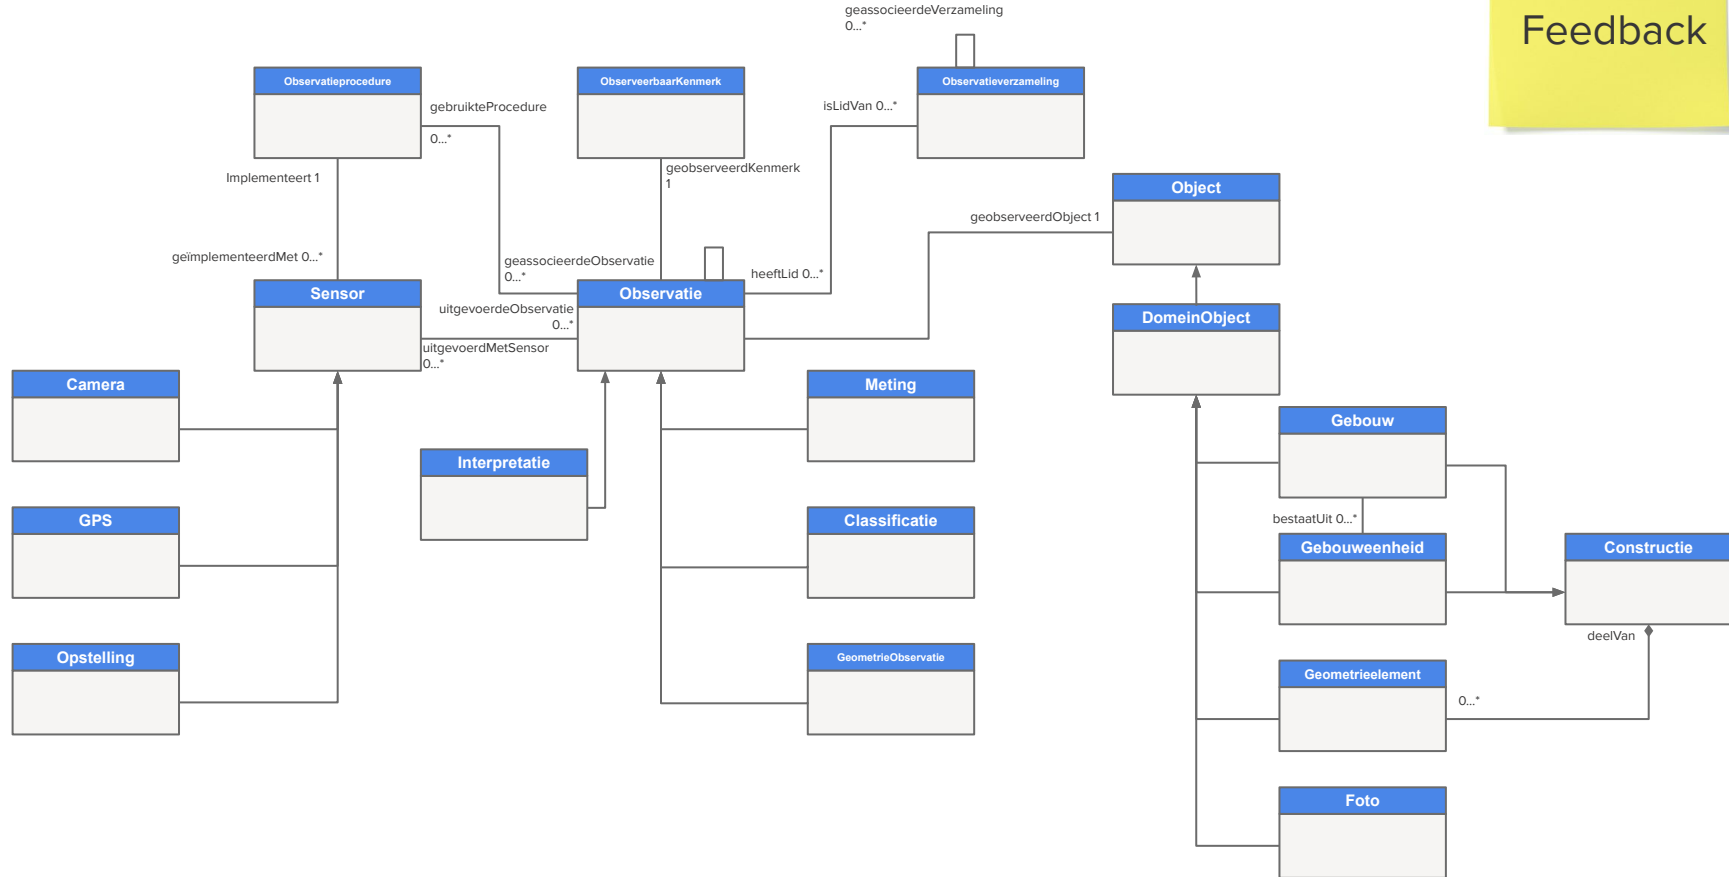 geassocieerdeVerzameling
0...*
Feedback
Observatieprocedure
ObserveerbaarKenmerk
Observatieverzameling
gebruikteProcedure
0...*
isLidVan 0...*
Implementeert 1
geobserveerdKenmerk
1
Object
geobserveerdObject 1
geïmplementeerdMet 0...*
geassocieerdeObservatie
0...*
heeftLid 0...*
Sensor
Observatie
uitgevoerdeObservatie
0...*
DomeinObject
uitgevoerdMetSensor
0...*
Camera
Meting
Gebouw
Interpretatie
GPS
Classificatie
bestaatUit 0...*
Gebouweenheid
Constructie
deelVan
Opstelling
GeometrieObservatie
Geometrieelement
0...*
Foto